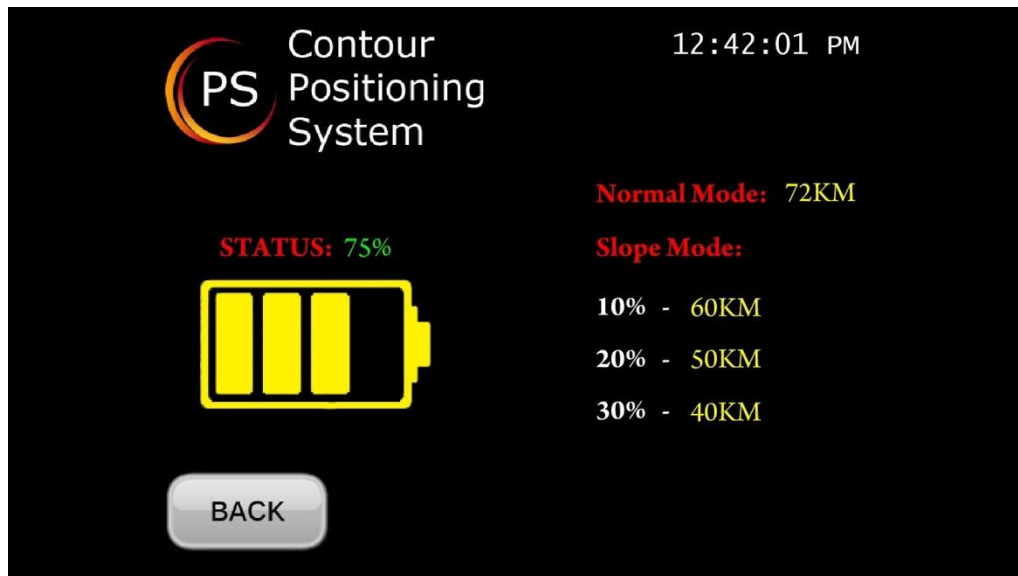 PS
Contour
Positioning
System
12:42:01 PM
Normal Mode: 72KM
STATUS: 75%
Slope Mode:
10% - 60KM
20% - 50KM
30% - 40KM
BACK